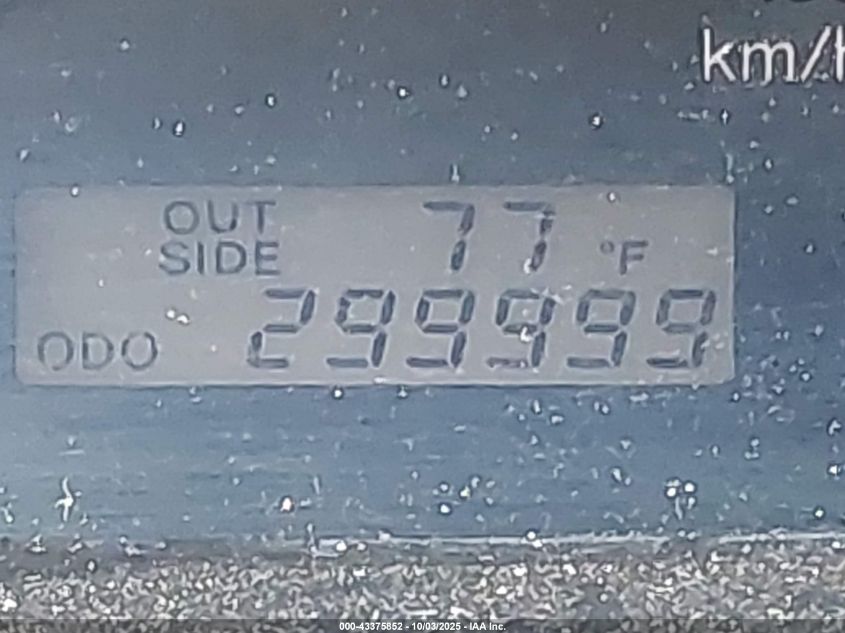 km/h
OUT 77
SIDE °F
ODO 299999
000-43375852 - 10/03/2025 - IAA Inc.